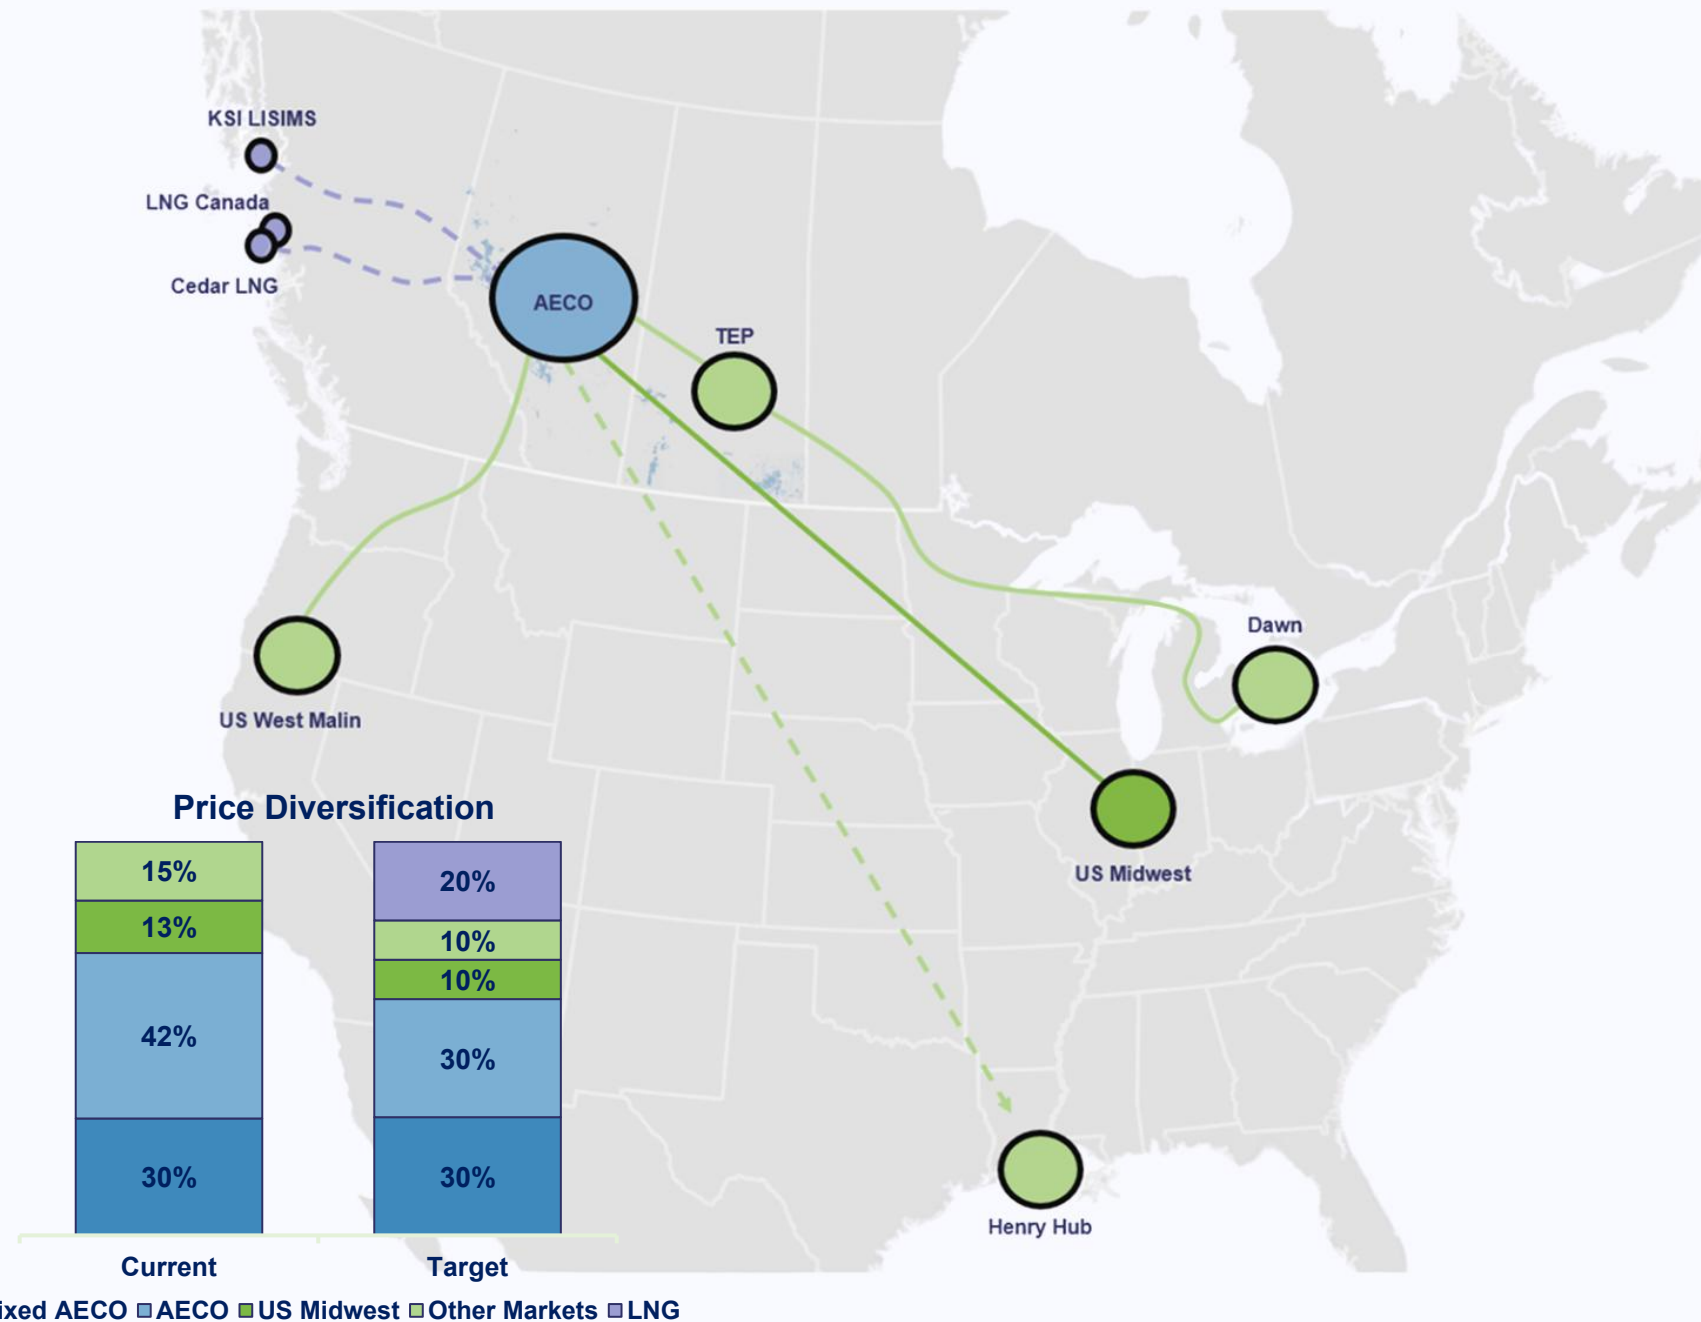 KSI LISIMS
LNG Canada
Cedar LNG
AECO
TEP
Dawn
US West Malin
US Midwest
Henry Hub
Price Diversification
15%
13%
42%
30%
20%
10%
10%
30%
30%
Current
Target
ixed AECO AECO US Midwest Other Markets LNG